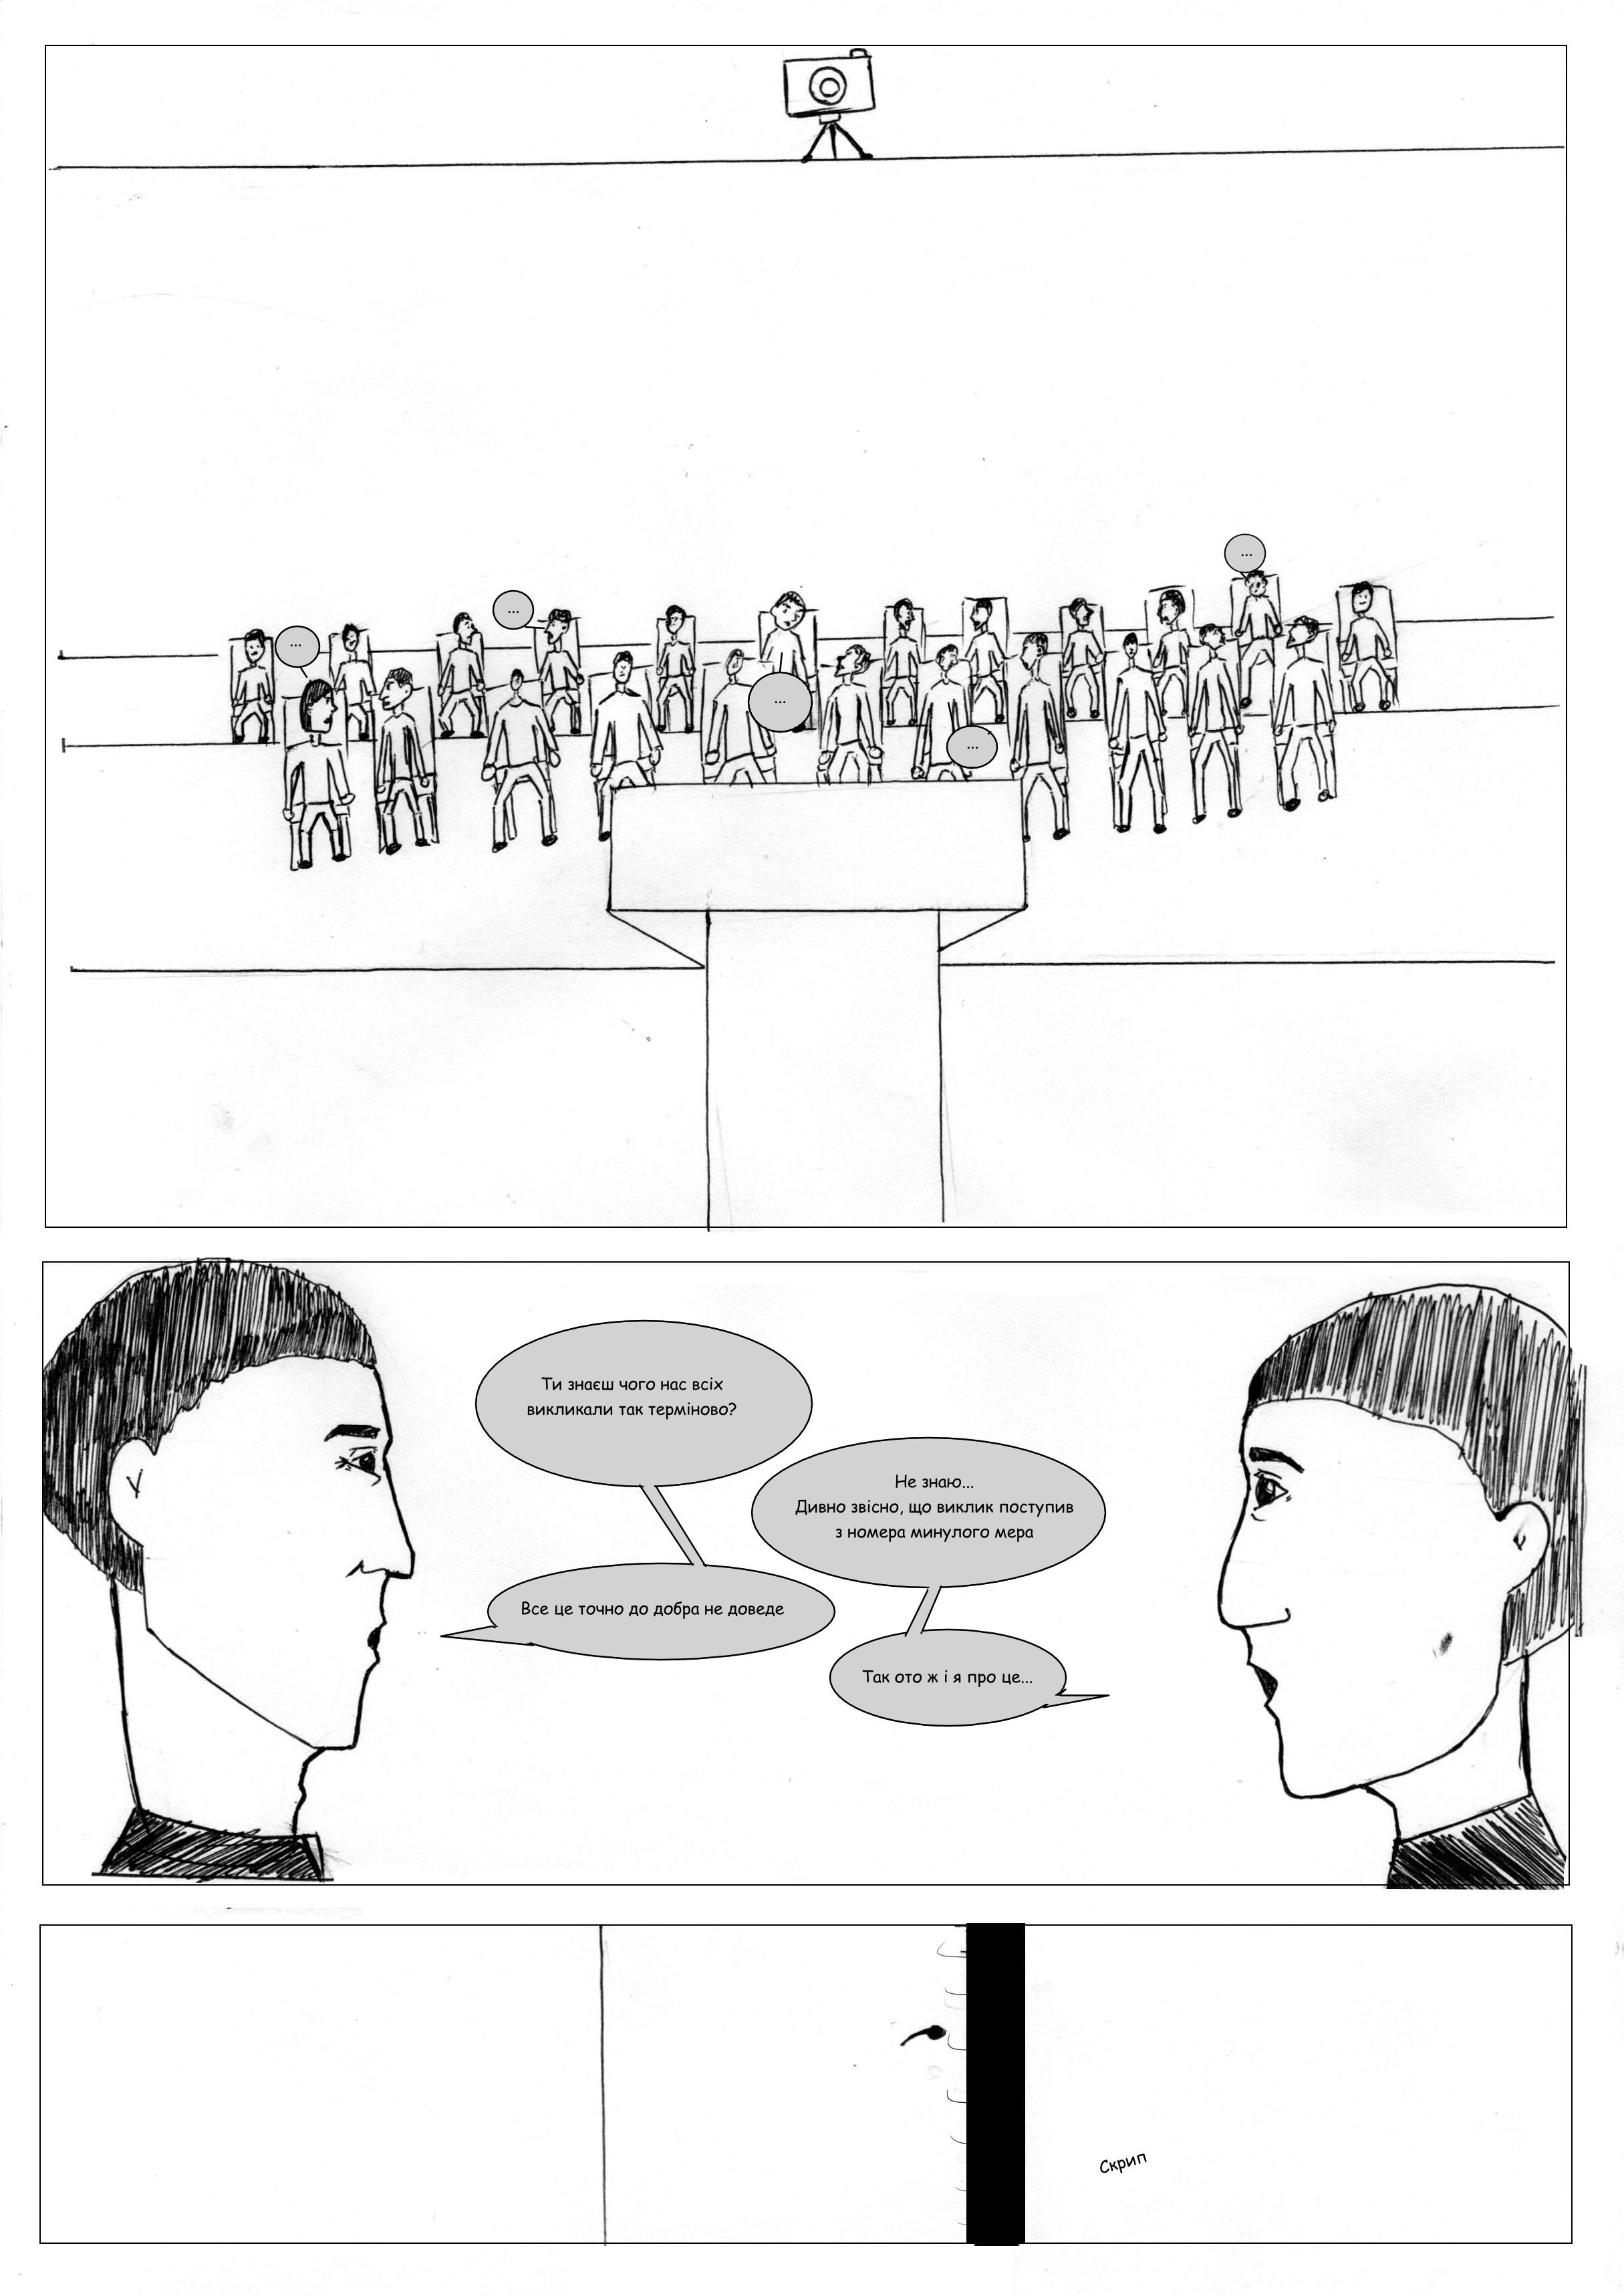 ...
...
...
...
...
Ти знаєш чого нас всіх
викликали так терміново?
Не знаю...
Дивно звісно, що виклик поступив
з номера минулого мера
Все це точно до добра не доведе
Так ото ж і я про це...
Скрип